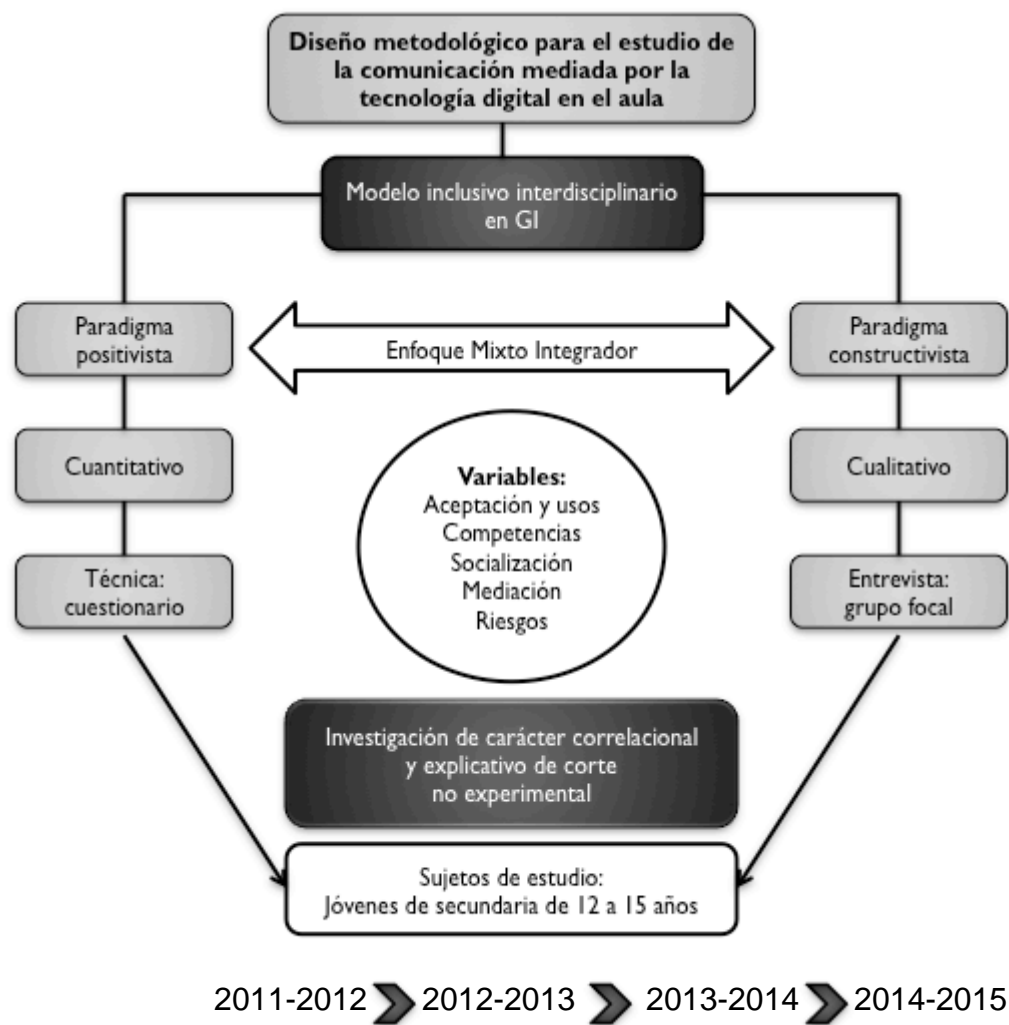 Diseño metodológico para el estudio de
la comunicación mediada por la
tecnología digital en el aula
Modelo inclusivo interdisciplinario
en GI
Paradigma
positivista
Enfoque Mixto Integrador
Paradigma
constructivista
Cuantitativo
Variables:
Aceptación y usos
Competencias
Socialización
Mediación
Riesgos
Cualitativo
Técnica:
cuestionario
Entrevista:
grupo focal
Investigación de carácter correlacional
y explicativo de corte
no experimental
Sujetos de estudio:
Jóvenes de secundaria de 12 a 15 años
2011-2012 2012-2013 2013-2014 2014-2015